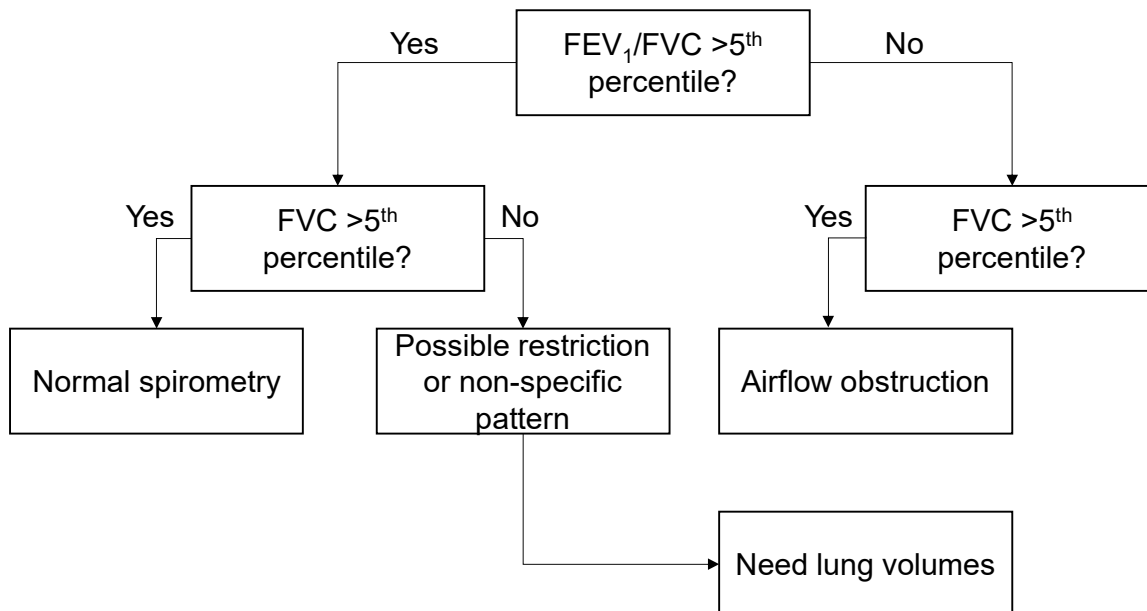 Yes
FEV₁/FVC >5ᵗʰ
percentile?
No
Yes
FVC >5ᵗʰ
percentile?
No
Yes
FVC >5ᵗʰ
percentile?
Normal spirometry
Possible restriction
or non-specific
pattern
Airflow obstruction
Need lung volumes